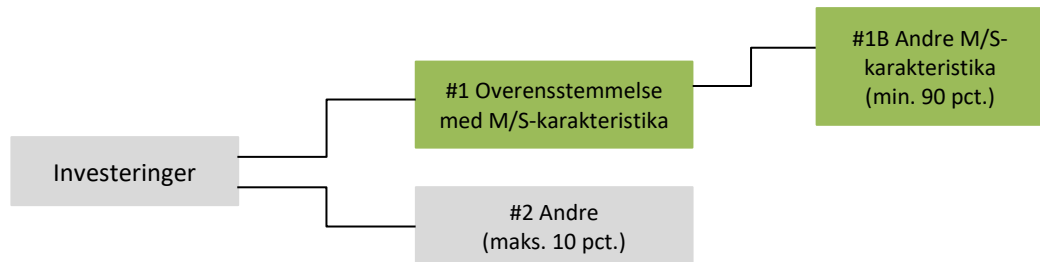 #1B Andre M/S-
karakteristika
(min. 90 pct.)
#1 Overensstemmelse
med M/S-karakteristika
Investeringer
#2 Andre
(maks. 10 pct.)